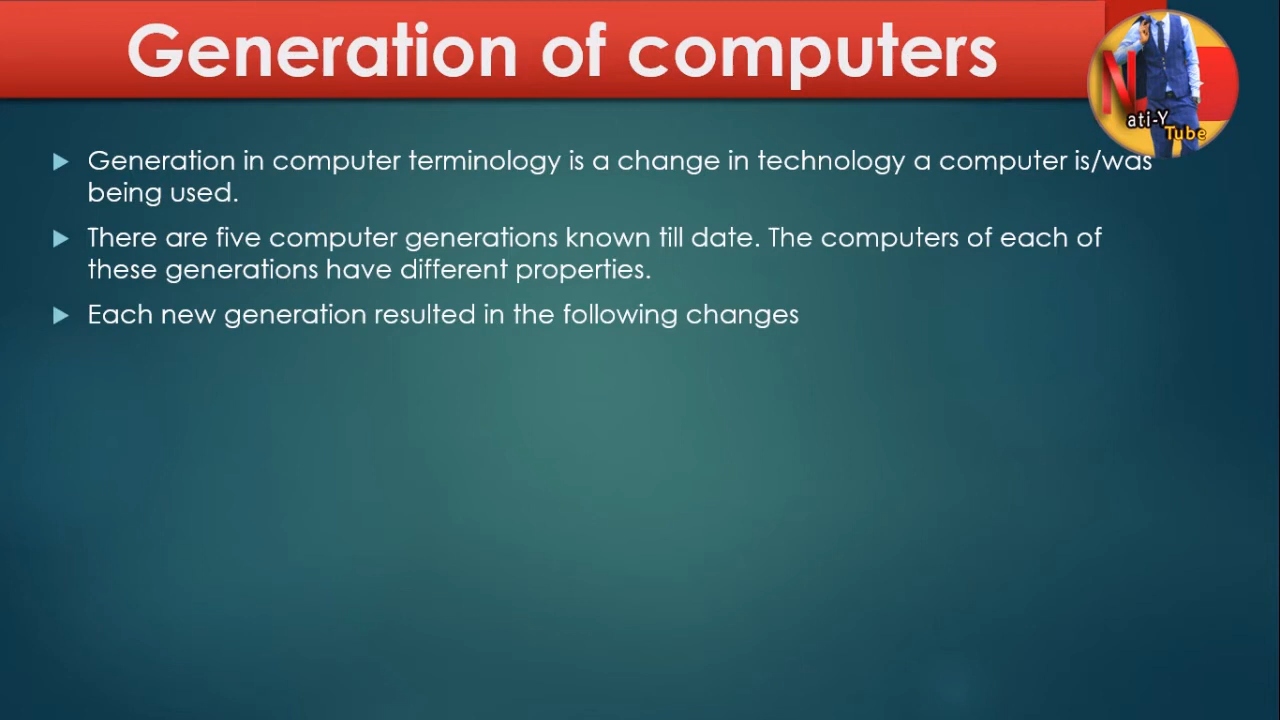 Generation of computers
N
ati-Y
Tube
Generation in computer terminology is a change in technology a computer is/was
being used.
There are five computer generations known till date. The computers of each of
these generations have different properties.
Each new generation resulted in the following changes